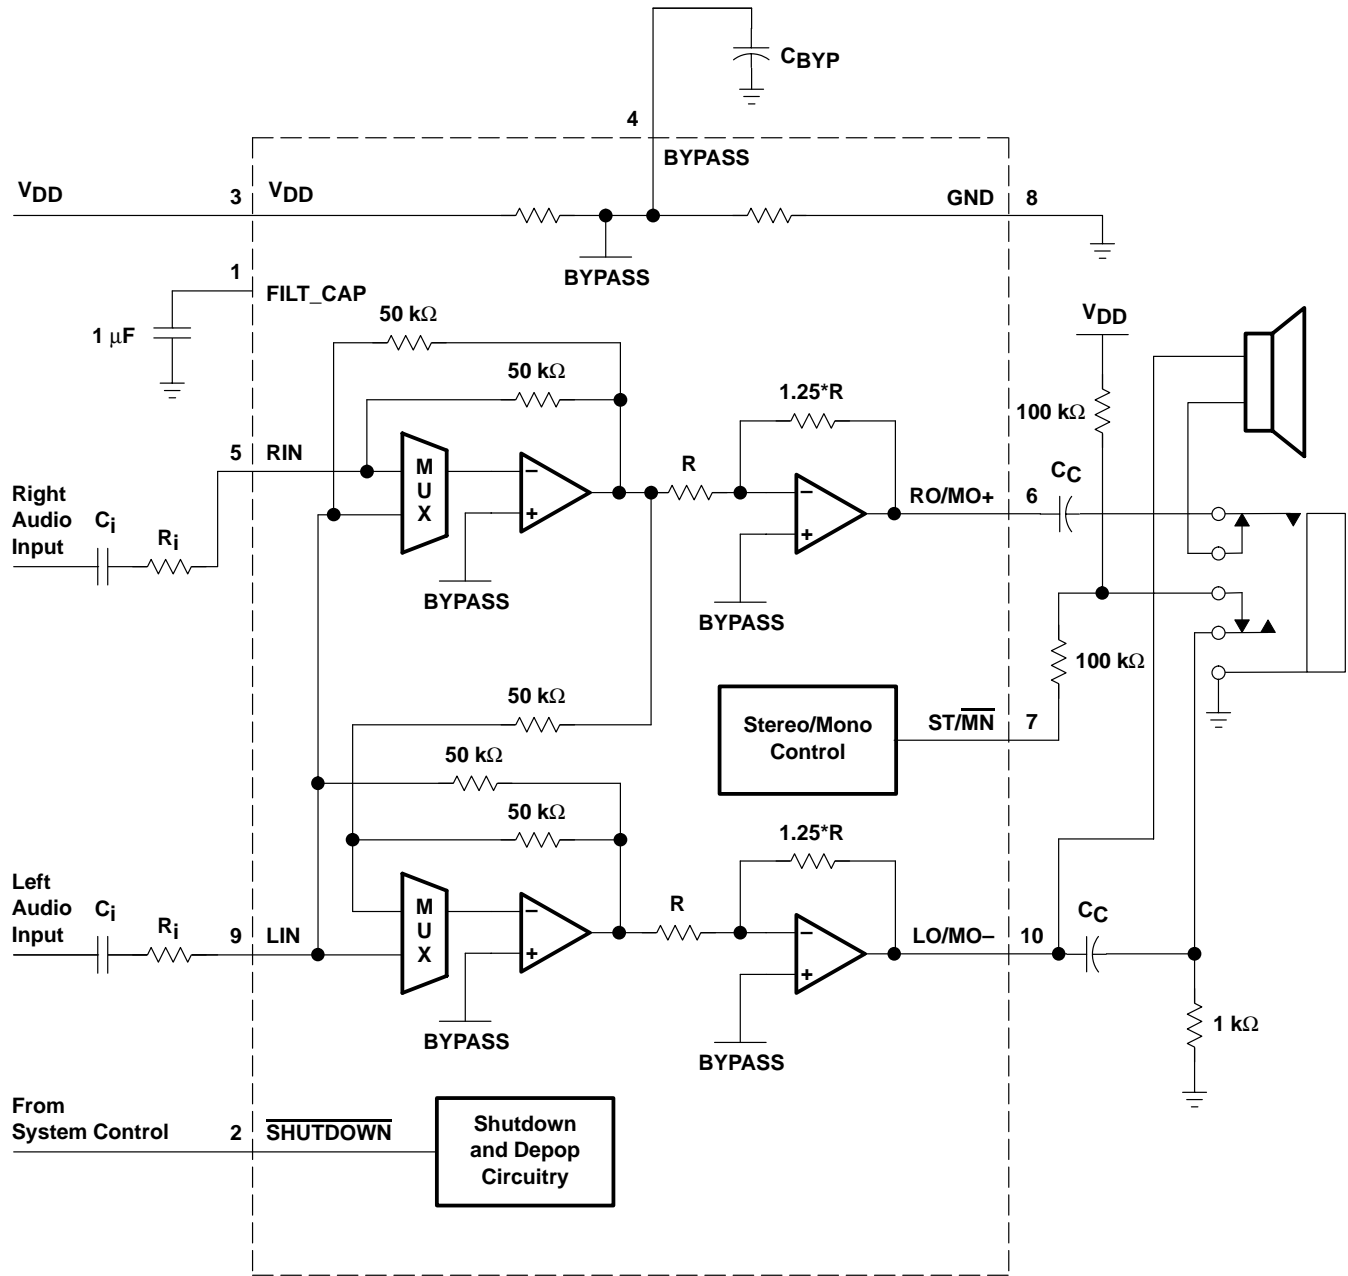 CBYP
4
BYPASS
VDD
3
VDD
GND
8
BYPASS
1
FILT_CAP
1 μF
50 kΩ
50 kΩ
VDD
100 kΩ
1.25*R
5
RIN
M
U
X
−
+
R
−
+
RO/MO+
6
CC
Right
Audio
Input
Ci
Ri
BYPASS
BYPASS
100 kΩ
50 kΩ
Stereo/Mono
Control
ST/MN
7
50 kΩ
50 kΩ
1.25*R
Left
Audio
Input
Ci
Ri
9
LIN
M
U
X
−
+
R
−
+
LO/MO−
10
CC
BYPASS
BYPASS
1 kΩ
From
System Control
2
SHUTDOWN
Shutdown
and Depop
Circuitry